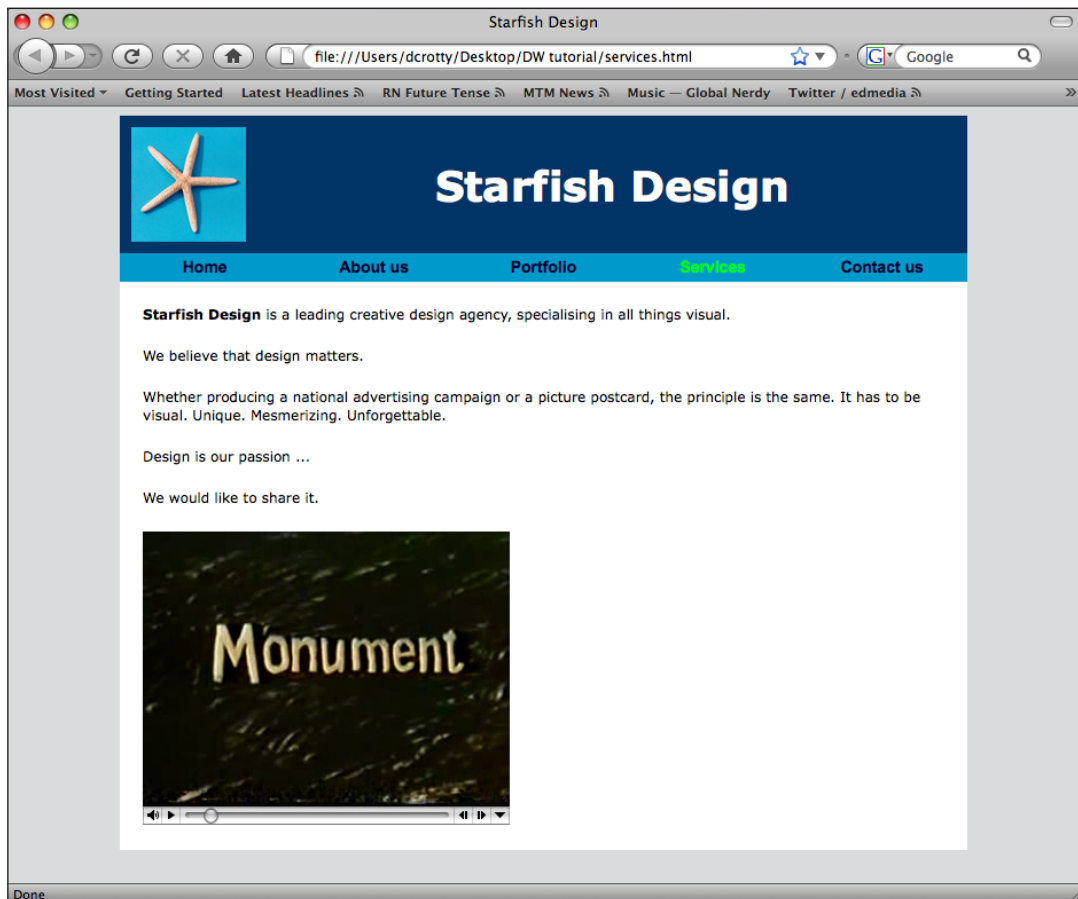 Starfish Design
file:///Users/dcrotty/Desktop/DW tutorial/services.html
Google
Most Visited Getting Started Latest Headlines RN Future Tense MTM News Music — Global Nerdy Twitter / edmedia »
Starfish Design
Home About us Portfolio Services Contact us
Starfish Design is a leading creative design agency, specialising in all things visual.
We believe that design matters.
Whether producing a national advertising campaign or a picture postcard, the principle is the same. It has to be
visual. Unique. Mesmerizing. Unforgettable.
Design is our passion ...
We would like to share it.
Monument
Done